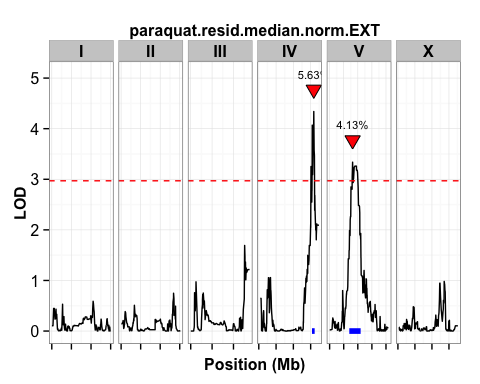 paraquat.resid.median.norm.EXT
I II III IV V X
5.63%
4.13%
5
4
3
2
1
0
LOD
Position (Mb)